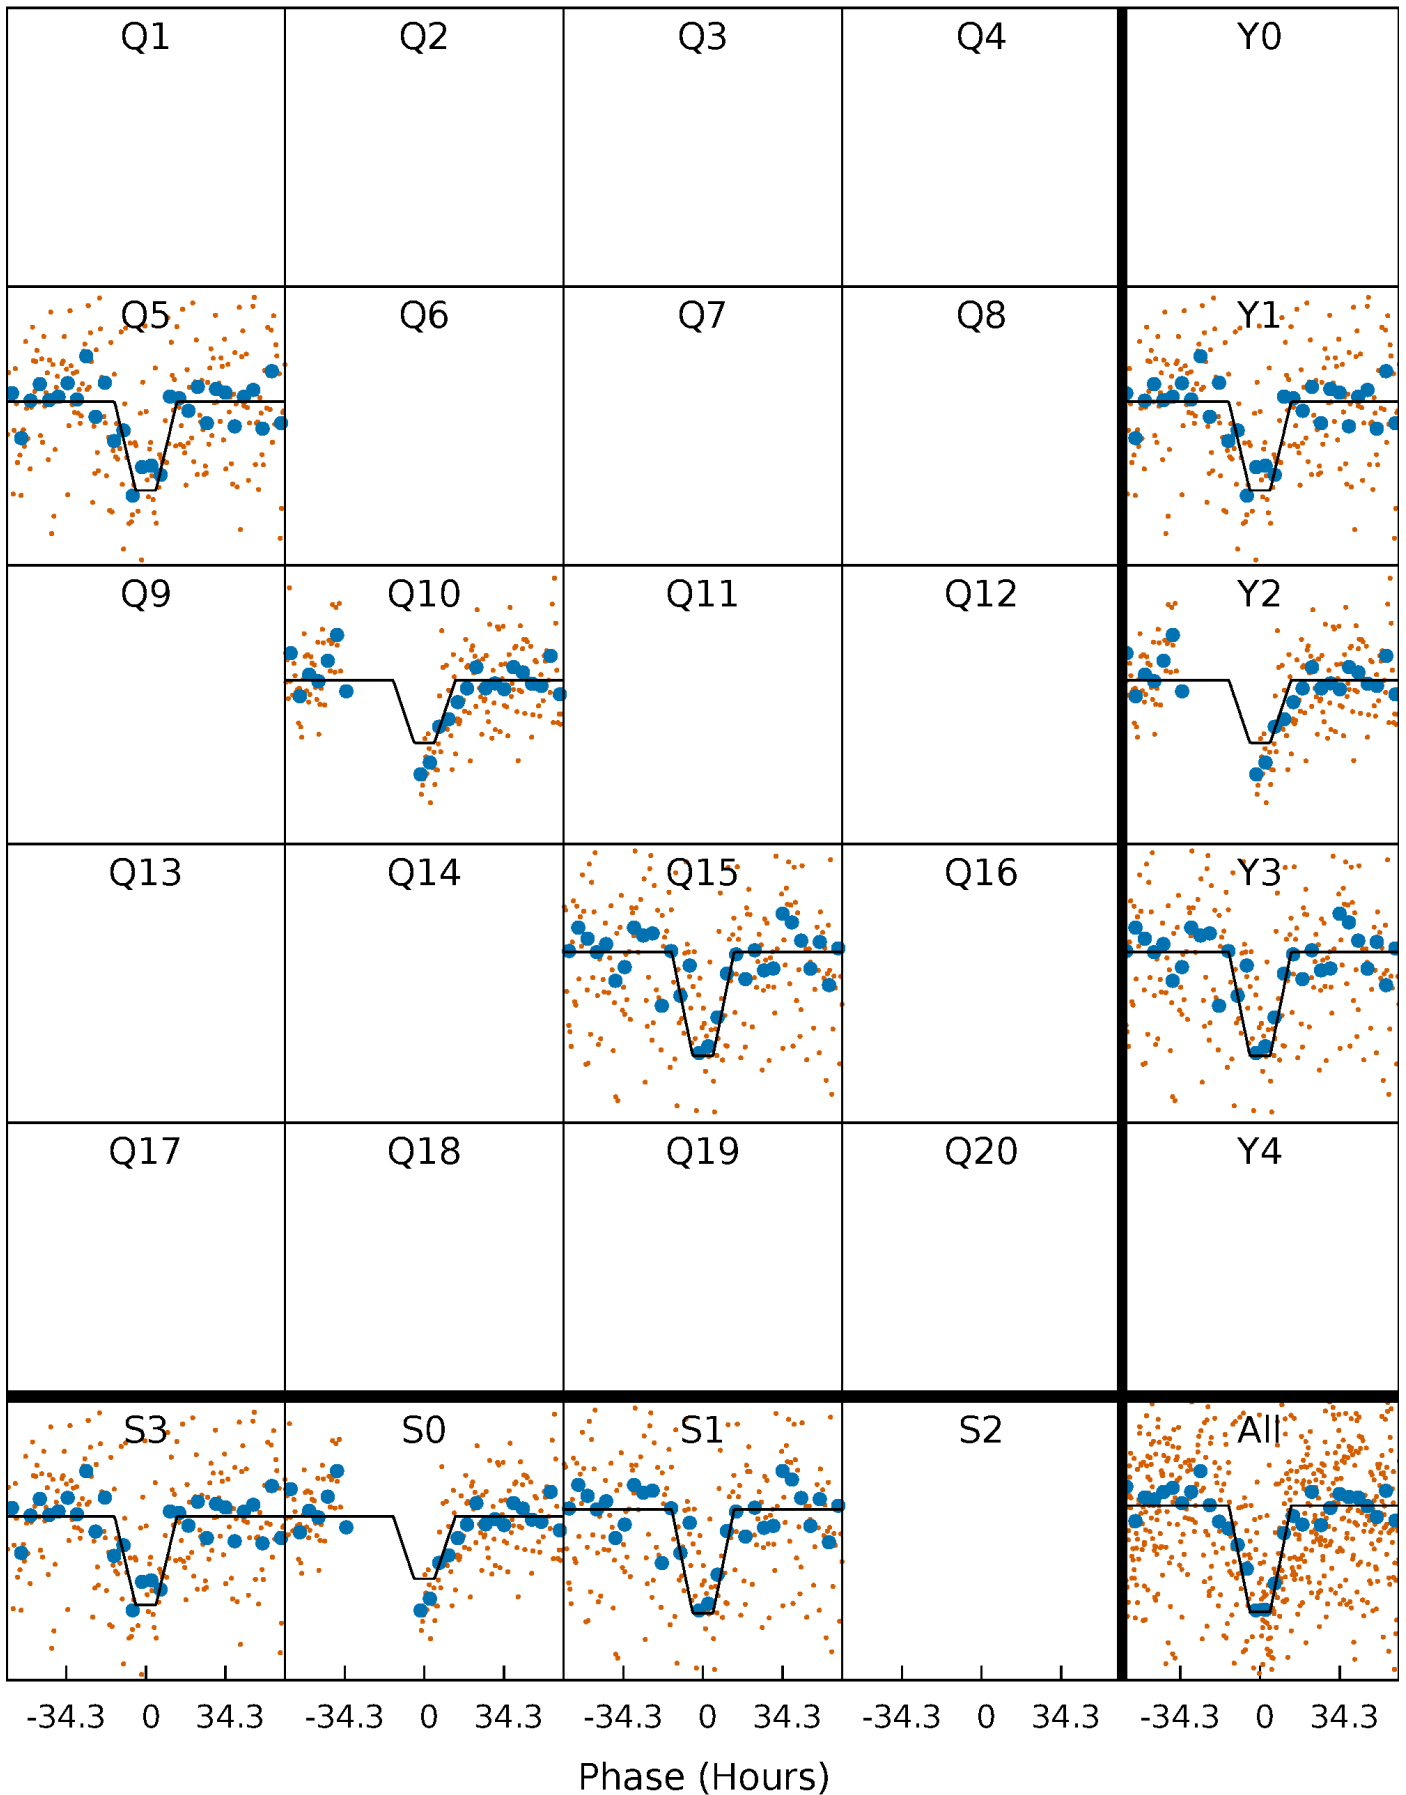 Q1 Q2 Q3 Q4 Y0
Q5 Q6 Q7 Q8 Y1
Q9 Q10 Q11 Q12 Y2
Q13 Q14 Q15 Q16 Y3
Q17 Q18 Q19 Q20 Y4
S3 S0 S1 S2 All
-34.3 0 34.3 -34.3 0 34.3 -34.3 0 34.3 -34.3 0 34.3 -34.3 0 34.3
Phase (Hours)